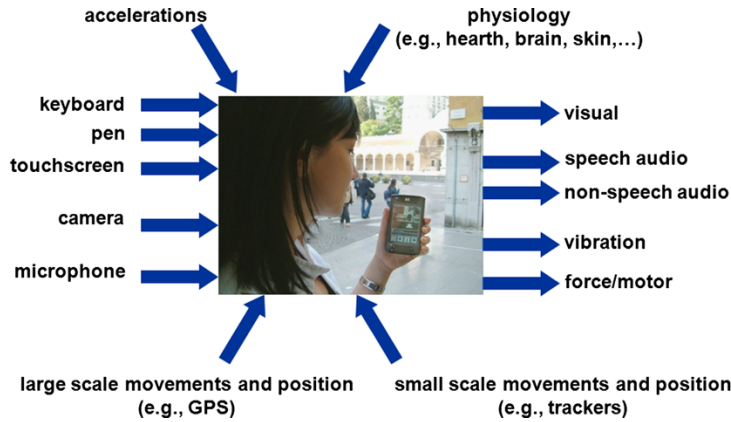 accelerations
physiology
(e.g., hearth, brain, skin,…)
keyboard
pen
touchscreen
camera
microphone
visual
speech audio
non-speech audio
vibration
force/motor
large scale movements and position
(e.g., GPS)
small scale movements and position
(e.g., trackers)